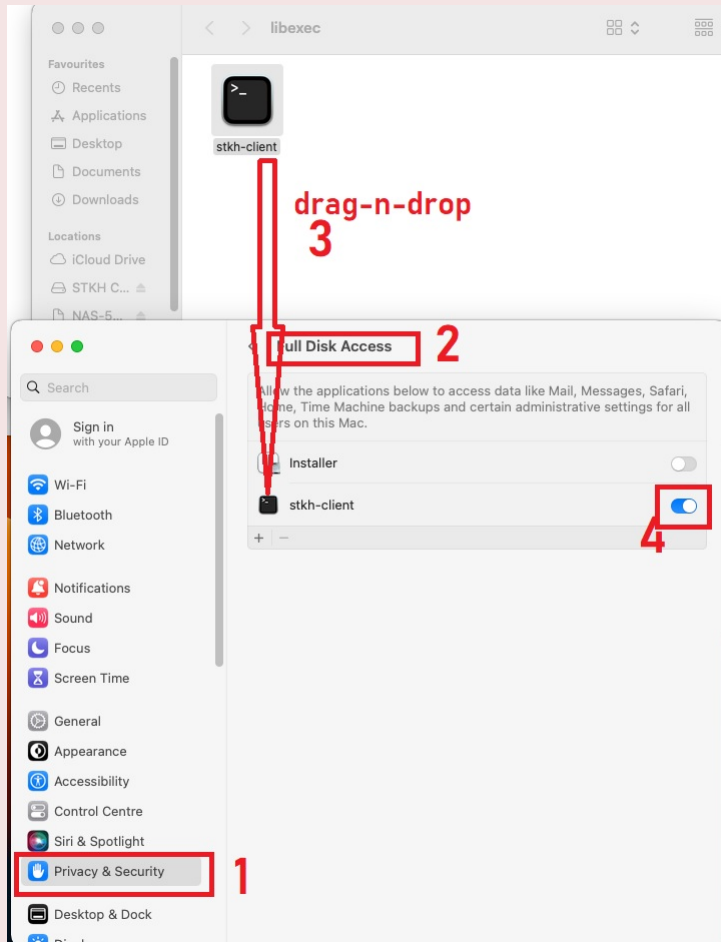 libexec
Favourites
Recents
Applications
Desktop
Documents
Downloads
Locations
iCloud Drive
STKH C...
NAS-5...
>_
stkh-client
drag-n-drop
3
Search
Sign in
with your Apple ID
Wi-Fi
Bluetooth
Network
Notifications
Sound
Focus
Screen Time
General
Appearance
Accessibility
Control Centre
Siri & Spotlight
Privacy & Security
1
Desktop & Dock
Full Disk Access
2
Allow the applications below to access data like Mail, Messages, Safari,
Home, Time Machine backups and certain administrative settings for all
users on this Mac.
Installer
stkh-client
4
+ −